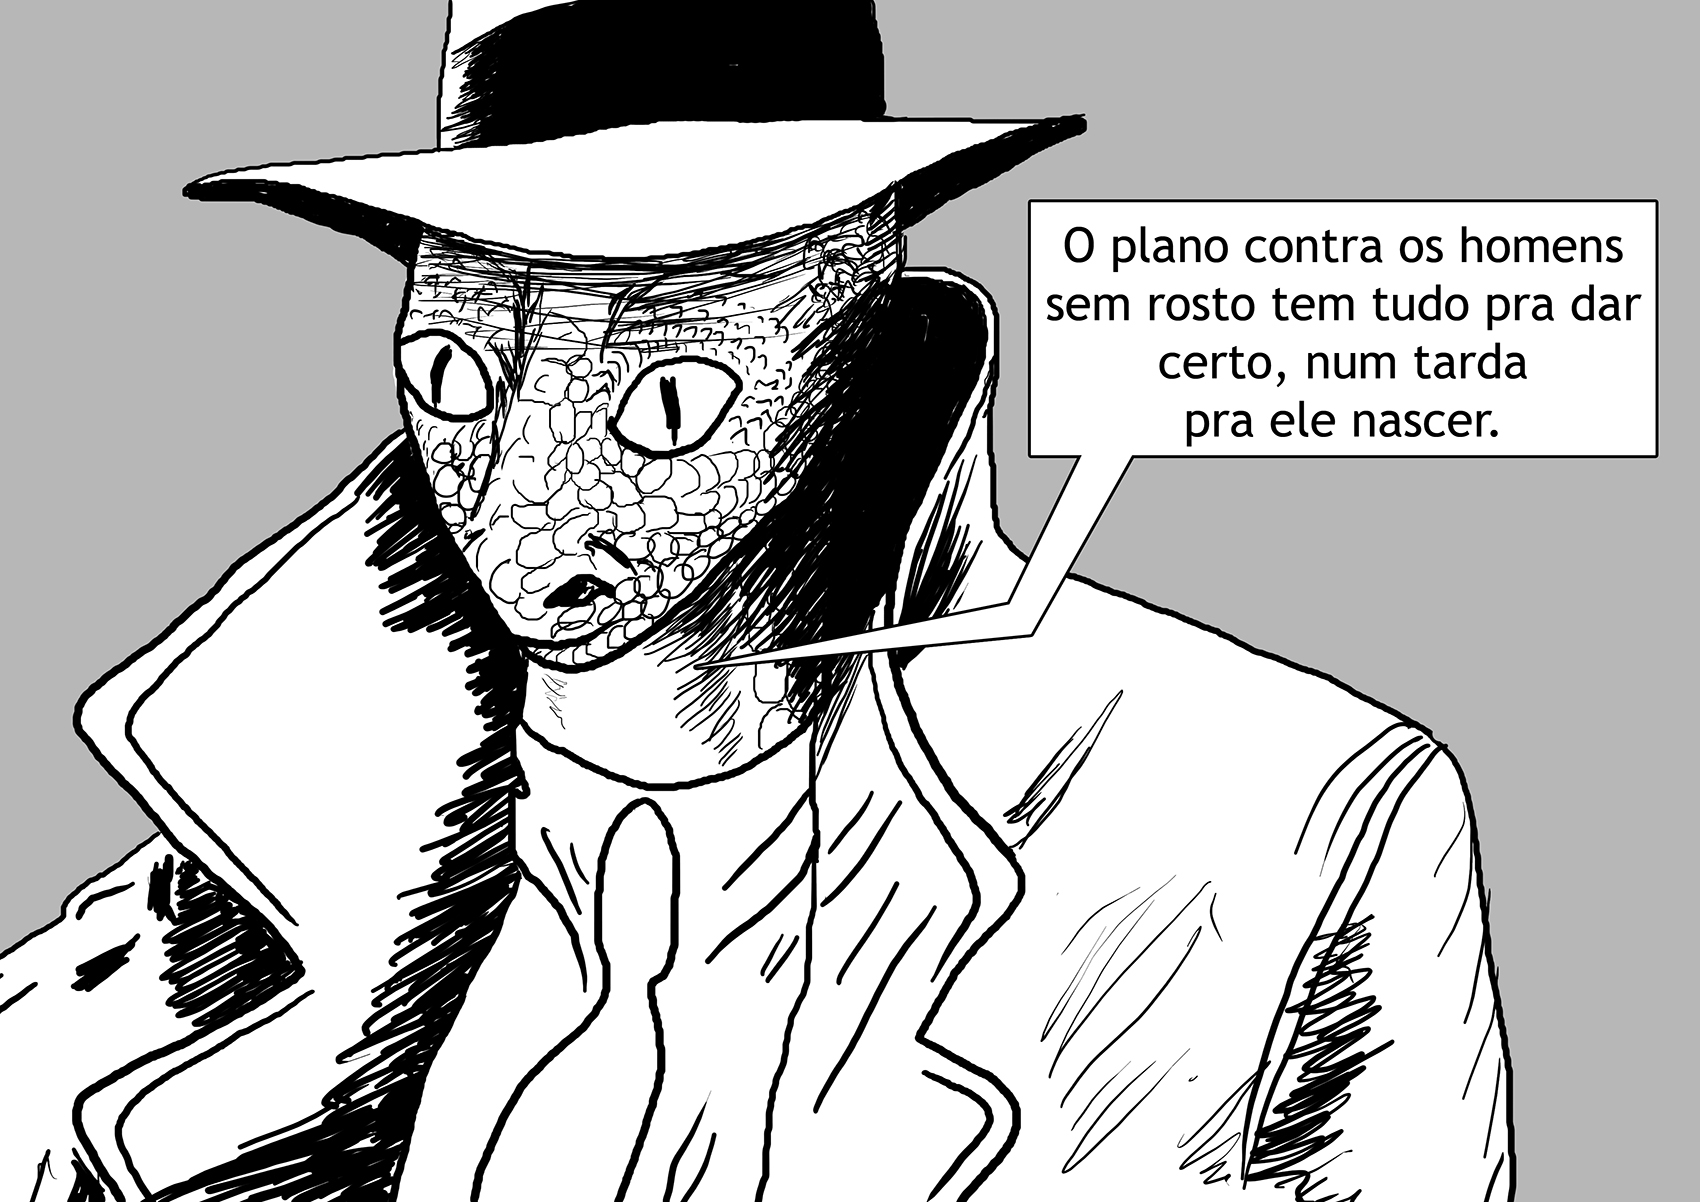 O plano contra os homens
sem rosto tem tudo pra dar
certo, num tarda
pra ele nascer.